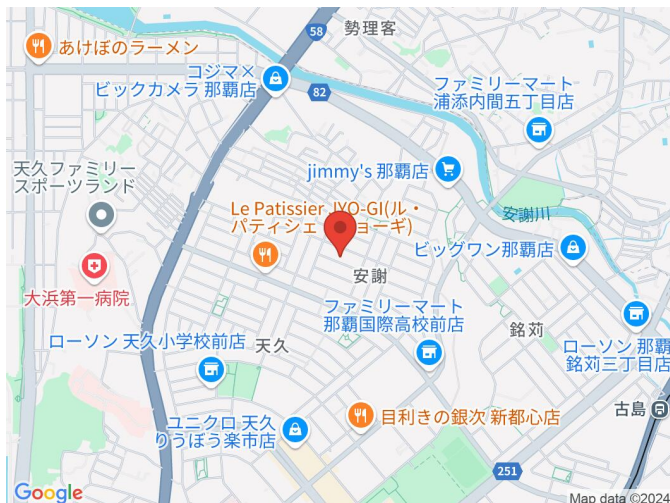 勢理客
58
あけぼのラーメン
コジマ×
ビックカメラ 那覇店
82
ファミリーマート
浦添内間五丁目店
天久ファミリー
スポーツランド
jimmy's 那覇店
Le Patissier JYO-GI(ル・
パティシェ ジョーギ)
安謝川
ビッグワン那覇店
大浜第一病院
安謝
ファミリーマート
那覇国際高校前店
ローソン 天久小学校前店
天久
銘苅
ローソン 那覇
銘苅三丁目店
古島
ユニクロ 天久
りうぼう楽市店
目利きの銀次 新都心店
251
Google
Map data ©2024